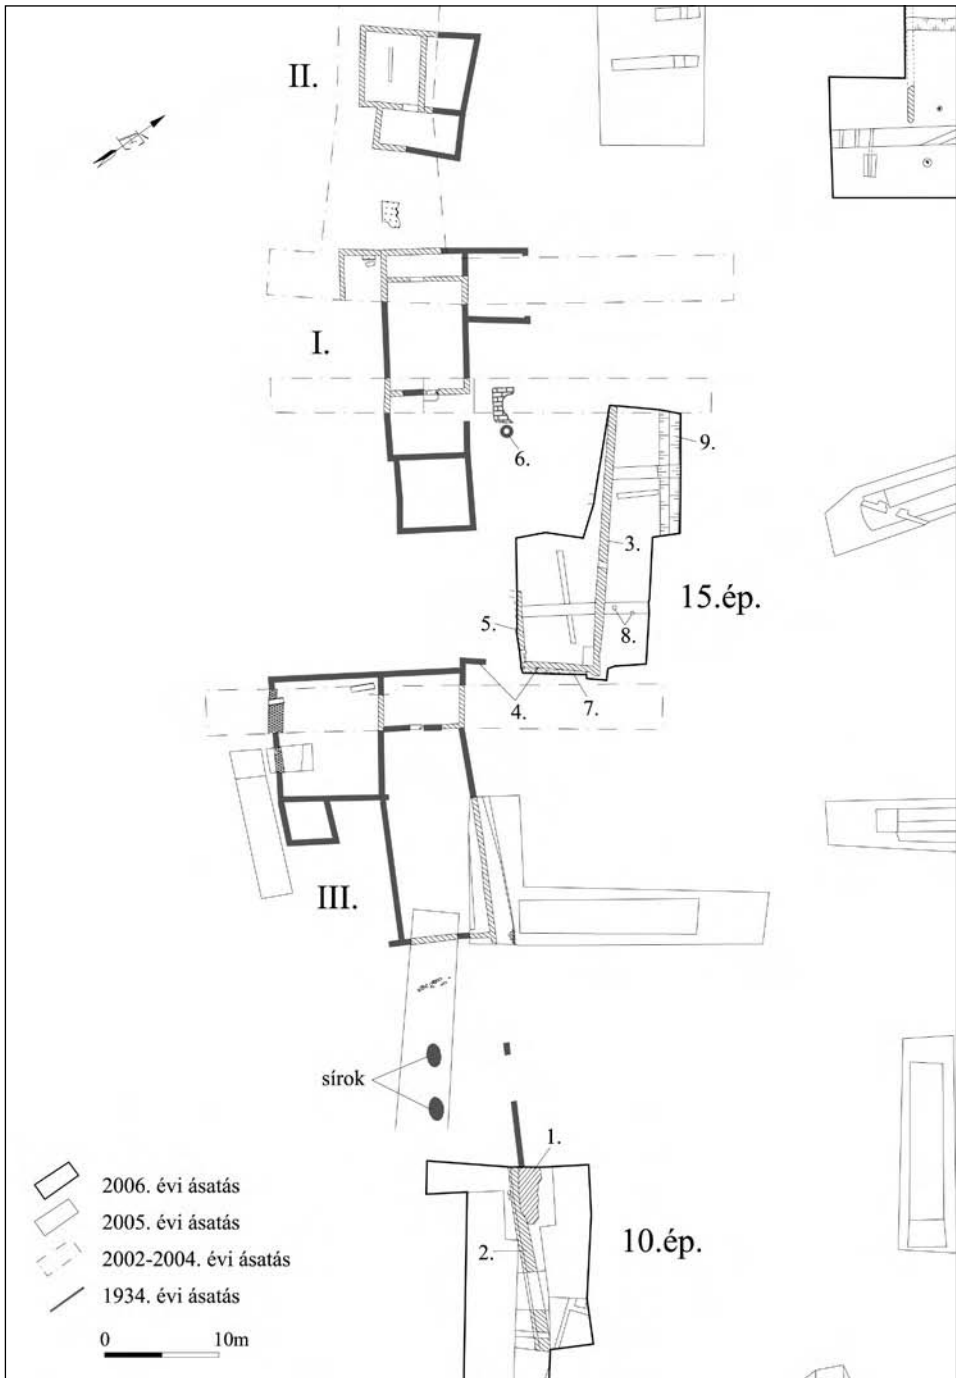 II.
I.
6.
9.
3.
15.ép.
5.
8.
4.
7.
III.
sírok
1.
2.
10.ép.
2006. évi ásatás
2005. évi ásatás
2002-2004. évi ásatás
1934. évi ásatás
0 10m